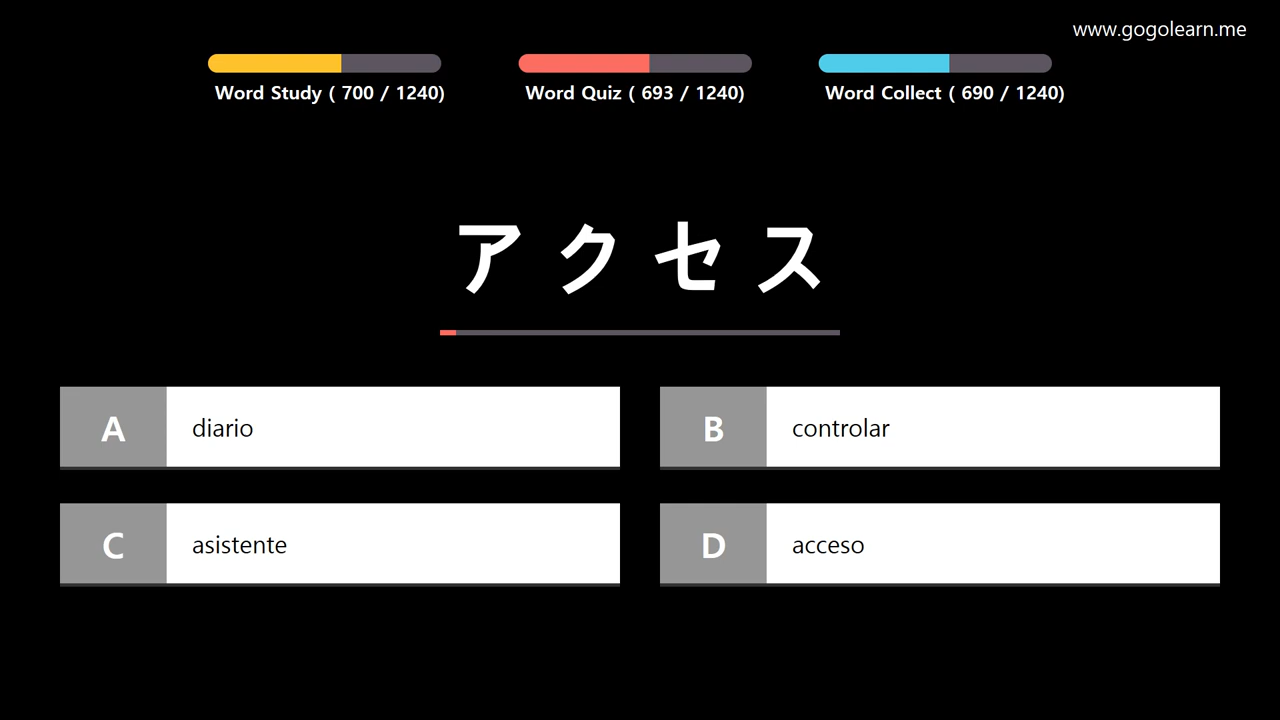 www.gogolearn.me
Word Study ( 700 / 1240)
Word Quiz ( 693 / 1240)
Word Collect ( 690 / 1240)
アクセス
A diario
B controlar
C asistente
D acceso